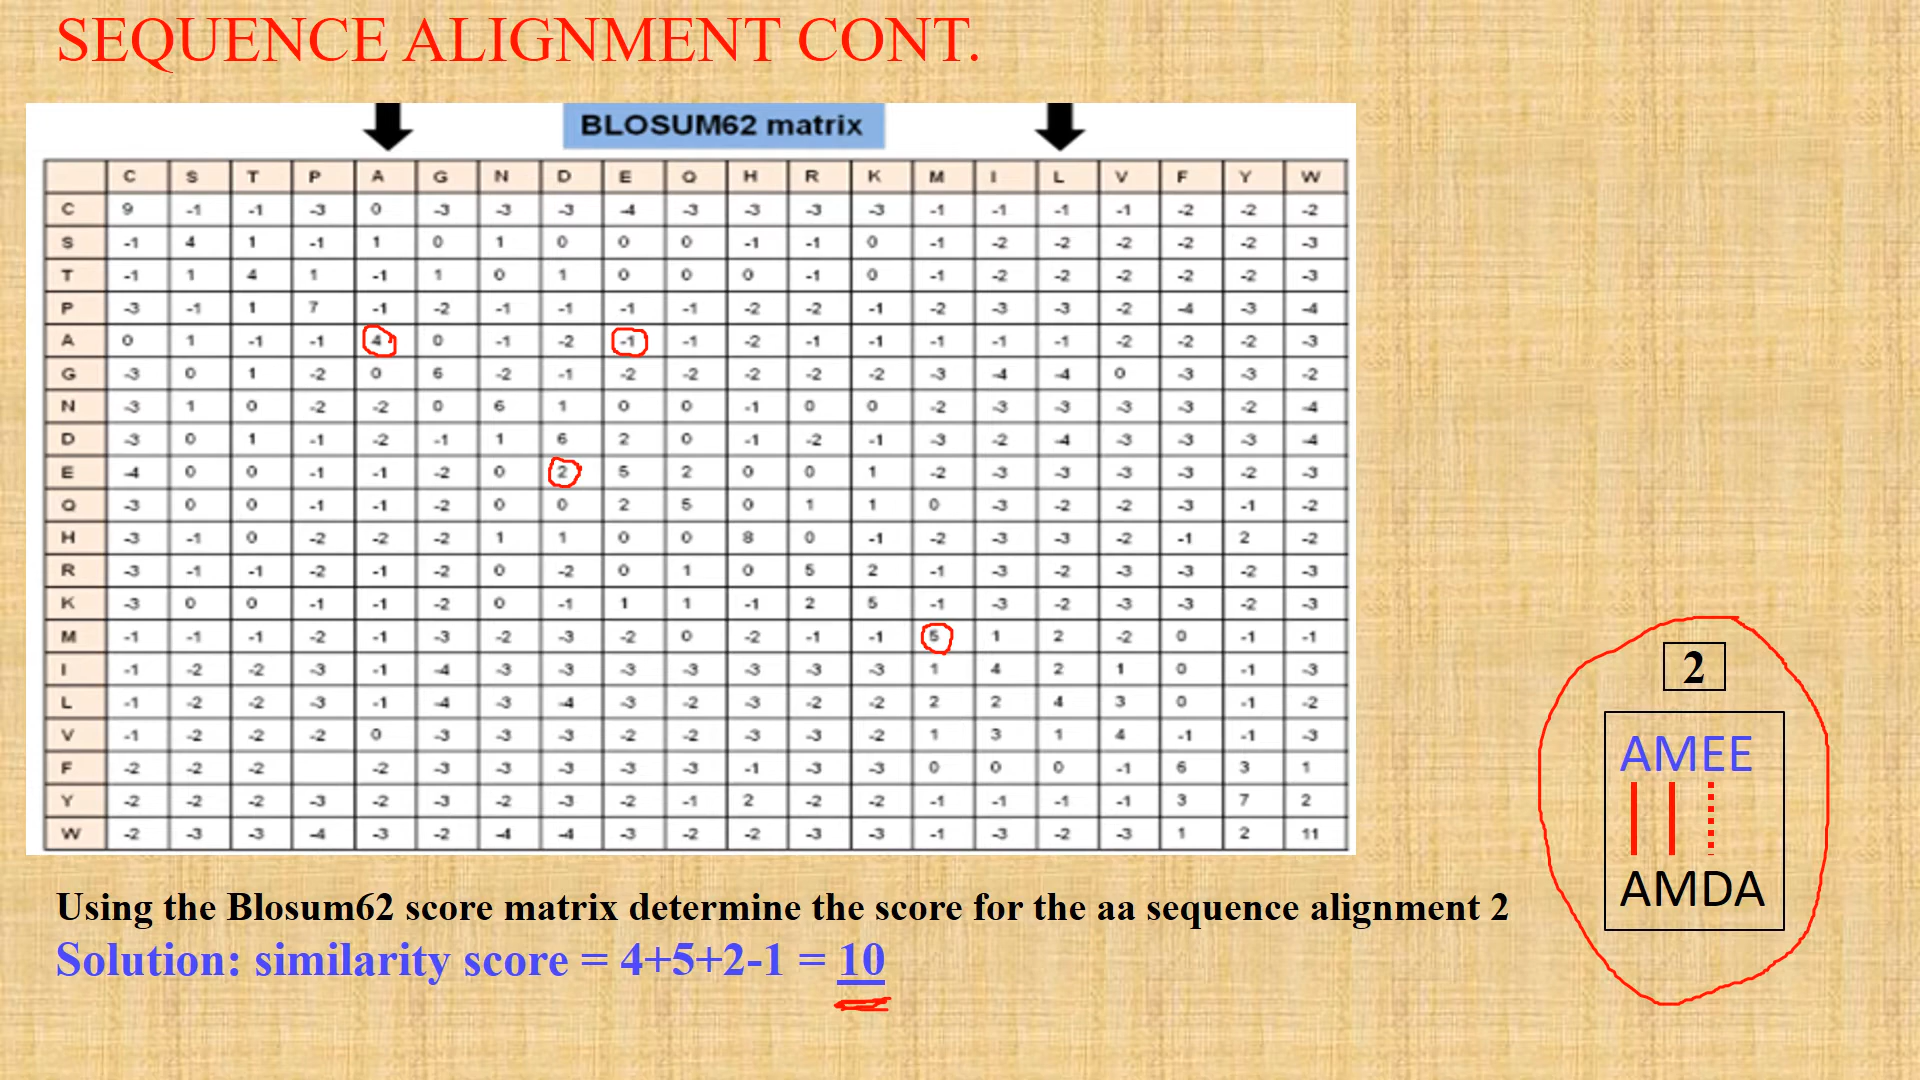 SEQUENCE ALIGNMENT CONT.
BLOSUM62 matrix
C S T P A G N D E Q H R K M I L V F Y W
C 9 -1 -1 -3 0 -3 -3 -3 -4 -3 -3 -3 -3 -1 -1 -1 -1 -2 -2 -2
S -1 4 1 -1 1 0 1 0 0 0 -1 -1 0 -1 -2 -2 -2 -2 -2 -3
T -1 1 4 1 -1 1 0 1 0 0 0 -1 0 -1 -2 -2 -2 -2 -2 -3
P -3 -1 1 7 -1 -2 -1 -1 -1 -1 -2 -2 -1 -2 -3 -3 -2 -4 -3 -4
A 0 1 -1 -1 4 0 -1 -2 -1 -1 -2 -1 -1 -1 -1 -1 -2 -2 -2 -3
G -3 0 1 -2 0 6 -2 -1 -2 -2 -2 -2 -2 -3 -4 -4 0 -3 -3 -2
N -3 1 0 -2 -2 0 6 1 0 0 -1 0 0 -2 -3 -3 -3 -3 -2 -4
D -3 0 1 -1 -2 -1 1 6 2 0 -1 -2 -1 -3 -2 -4 -3 -3 -3 -4
E -4 0 0 -1 -1 -2 0 2 5 2 0 0 1 -2 -3 -3 -3 -3 -2 -3
Q -3 0 0 -1 -1 -2 0 0 2 5 0 1 1 0 -3 -2 -2 -3 -1 -2
H -3 -1 0 -2 -2 -2 1 1 0 0 8 0 -1 -2 -3 -3 -2 -1 2 -2
R -3 -1 -1 -2 -1 -2 0 -2 0 1 0 5 2 -1 -3 -2 -3 -3 -2 -3
K -3 0 0 -1 -1 -2 0 -1 1 1 -1 2 5 -1 -3 -2 -3 -3 -2 -3
M -1 -1 -1 -2 -1 -3 -2 -3 -2 0 -2 -1 -1 5 1 2 -2 0 -1 -1
I -1 -2 -2 -3 -1 -4 -3 -3 -3 -3 -3 -3 -3 1 4 2 1 0 -1 -3
L -1 -2 -2 -3 -1 -4 -3 -4 -3 -2 -3 -2 -2 2 2 4 3 0 -1 -2
V -1 -2 -2 -2 0 -3 -3 -3 -2 -2 -3 -3 -2 1 3 1 4 -1 -1 -3
F -2 -2 -2 -2 -3 -3 -3 -3 -3 -1 -3 -3 0 0 0 -1 6 3 1
Y -2 -2 -2 -3 -2 -3 -2 -3 -2 -1 2 -2 -2 -1 -1 -1 -1 3 7 2
W -2 -3 -3 -4 -3 -2 -4 -4 -3 -2 -2 -3 -3 -1 -3 -2 -3 1 2 11
2
AMEE
AMDA
Using the Blosum62 score matrix determine the score for the aa sequence alignment 2
Solution: similarity score = 4+5+2-1 = 10